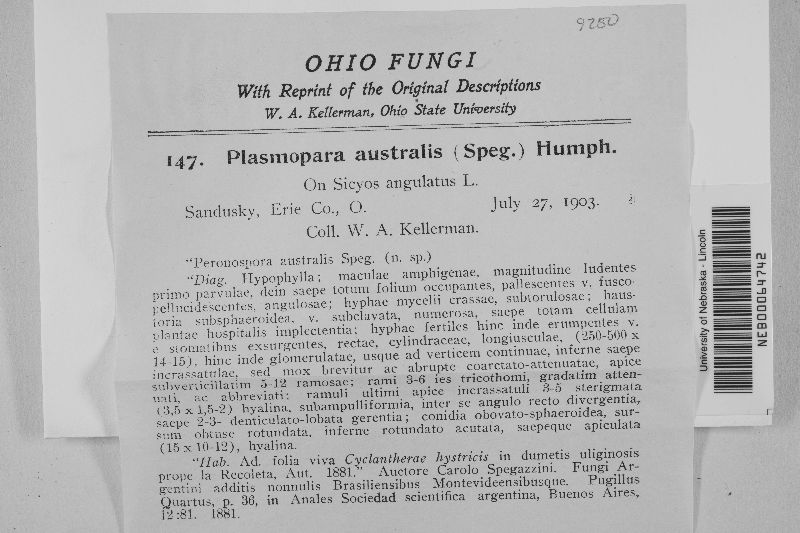 9250
OHIO FUNGI
With Reprint of the Original Descriptions
W. A. Kellerman, Ohio State University
147. Plasmopara australis (Speg.) Humph.
On Sicyos angulatus L.
Sandusky, Erie Co., O. July 27, 1903.
Coll. W. A. Kellerman.
"Peronospora australis Speg. (n. sp.)
"Diag. Hypophylla; maculae amphigenae, magnitudine ludentes
primo parvulae, dein saepe totum folium occupantes, pallescentes v. fusco-
pellucidescentes, angulosae; hyphae mycelii crassae, subtorulosae; haus-
toria subsphaeroidea, v. subclavata, numerosa, saepe totam cellulam
plantae hospitalis implectentia; hyphae fertiles hinc inde erumpentes v.
e stomatibus exsurgentes, rectae, cylindraceae, longiusculae, (250-500 x
14-15), hinc inde glomerulatae, usque ad verticem continuae, inferne saepe
incrassatulae, sed mox brevitur ac abrupte coarctato-attenuatae, apice
subverticillatim 5-12 ramosae; rami 3-6 ies tricothomi, gradatim atten-
uati, ac abbreviati; ramuli ultimi apice incrassatuli 3-5 sterigmata
(3,5 x 1,5-2) hyalina, subampulliformia, inter se angulo recto divergentia,
saepe 2-3- denticulato-lobata gerentia; conidia obovato-sphaeroidea, sur-
sum obtuse rotundata, inferne rotundato acutata, saepeque apiculata
(15 x 10-12), hyalina.
"Hab. Ad. folia viva Cyclantherae hystricis in dumetis uliginosis
prope la Recoleta, Aut. 1881." Auctore Carolo Spegazzini. Fungi Ar-
gentini additis nonnulis Brasiliensibus Montevideensibusque. Pugillus
Quartus, p. 36, in Anales Sociedad scientifica argentina, Buenos Aires,
12:81. 1881.
University of Nebraska - Lincoln
NEB00064742